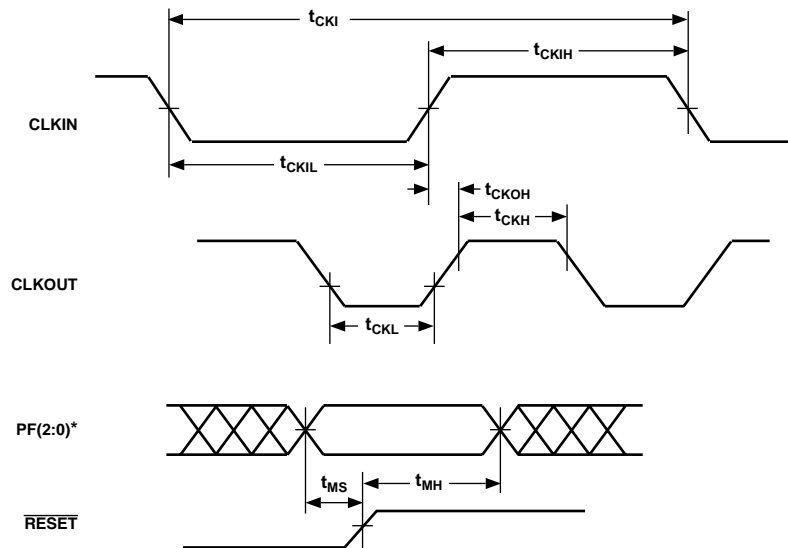 tCKI
tCKIH
CLKIN
tCKIL
tCKOH
tCKH
CLKOUT
tCKL
PF(2:0)*
tMS
tMH
RESET